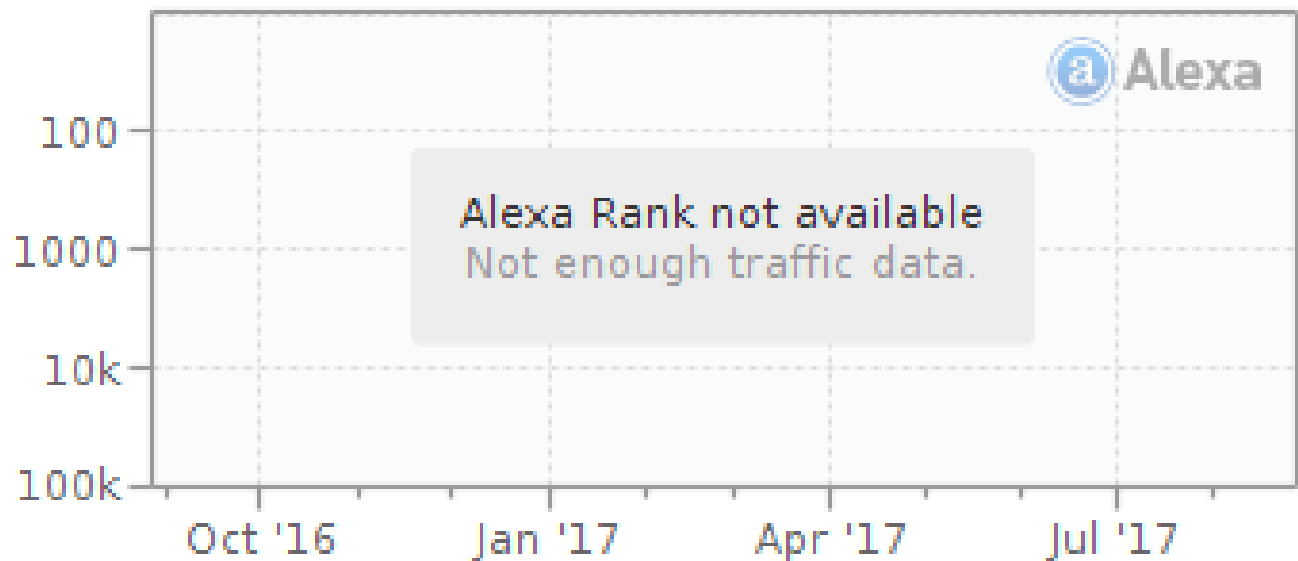 a Alexa
100
Alexa Rank not available
1000
Not enough traffic data.
10k
100k
Oct '16 Jan '17 Apr '17 Jul '17